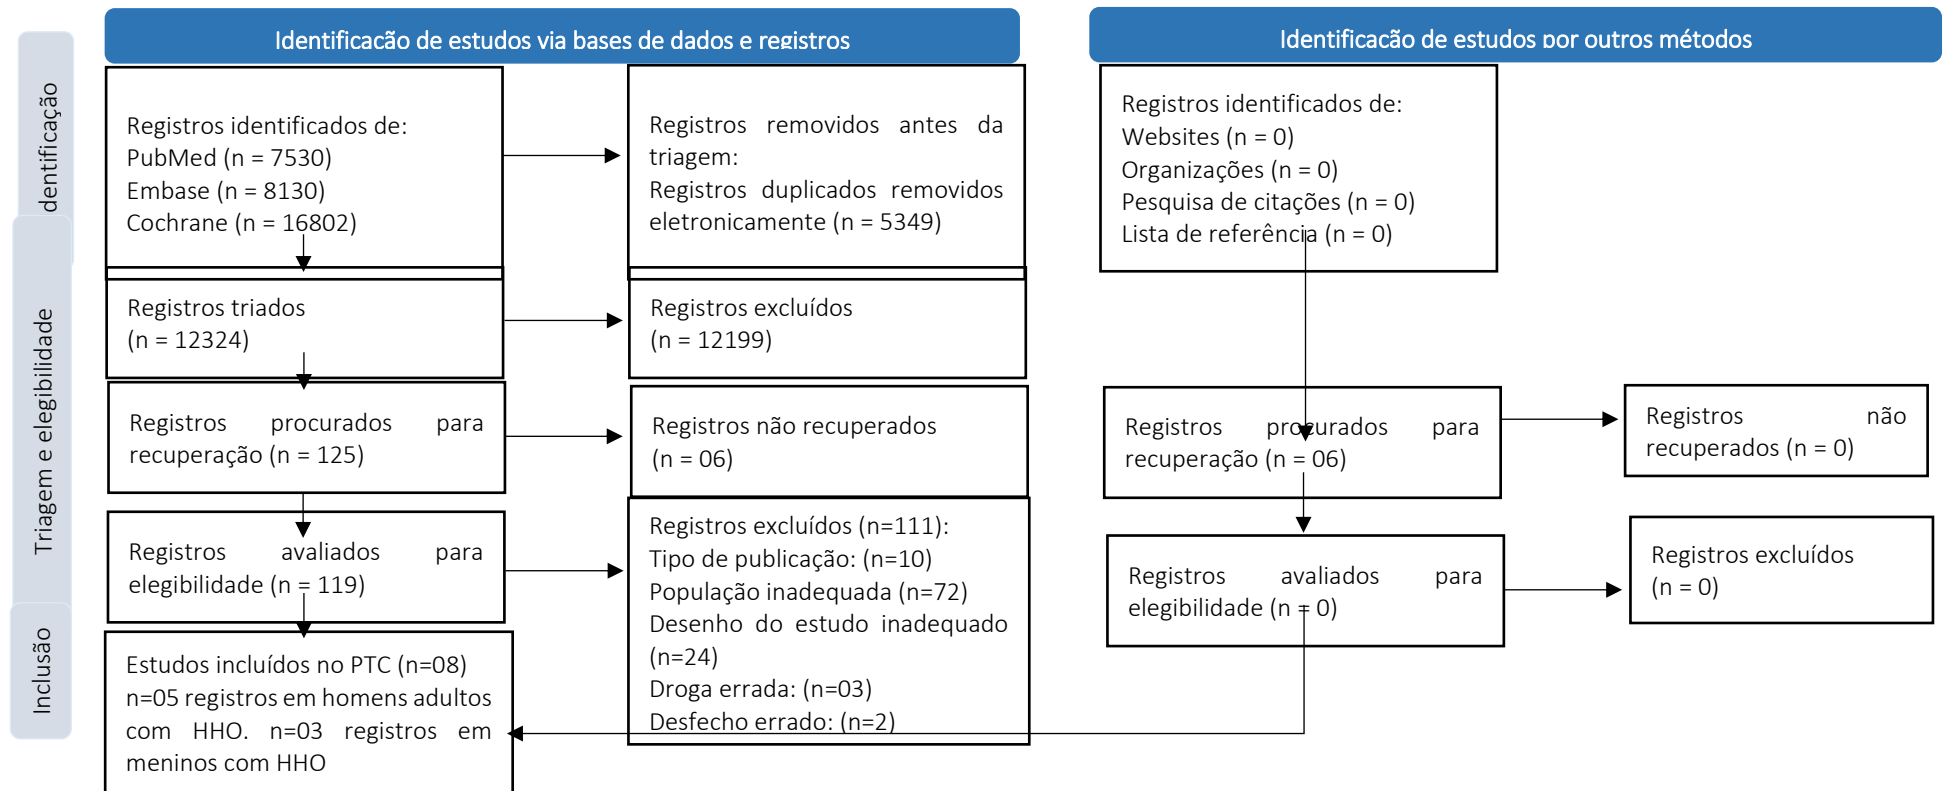 Identificação de estudos via bases de dados e registros
Identificação de estudos por outros métodos
dentificação
Registros identificados de:
PubMed (n = 7530)
Embase (n = 8130)
Cochrane (n = 16802)
Registros removidos antes da
triagem:
Registros duplicados removidos
eletronicamente (n = 5349)
Registros identificados de:
Websites (n = 0)
Organizações (n = 0)
Pesquisa de citações (n = 0)
Lista de referência (n = 0)
Triagem e elegibilidade
Registros triados
(n = 12324)
Registros excluídos
(n = 12199)
Registros procurados para
recuperação (n = 125)
Registros não recuperados
(n = 06)
Registros procurados para
recuperação (n = 06)
Registros não
recuperados (n = 0)
Registros avaliados para
elegibilidade (n = 119)
Registros excluídos (n=111):
Tipo de publicação: (n=10)
População inadequada (n=72)
Desenho do estudo inadequado
(n=24)
Droga errada: (n=03)
Desfecho errado: (n=2)
Registros avaliados para
elegibilidade (n = 0)
Registros excluídos
(n = 0)
Inclusão
Estudos incluídos no PTC (n=08)
n=05 registros em homens adultos
com HHO. n=03 registros em
meninos com HHO